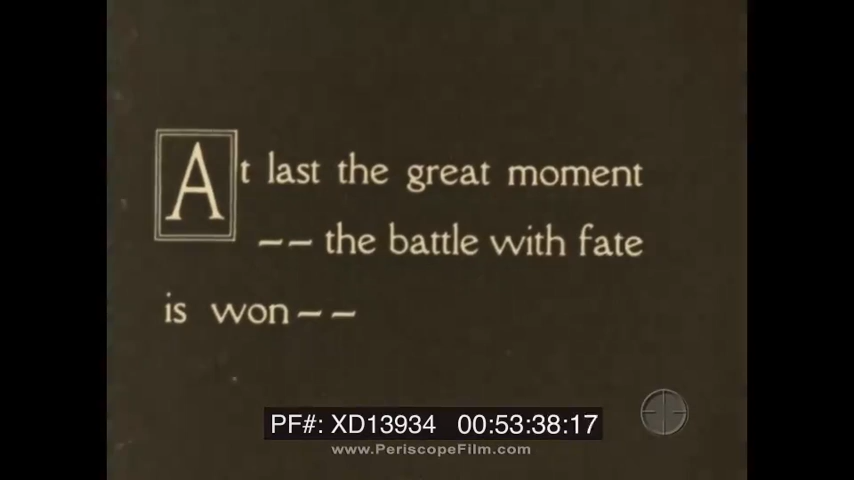 At last the great moment
—— the battle with fate
is won——
PF#: XD13934 00:53:38:17
www.PeriscopeFilm.com